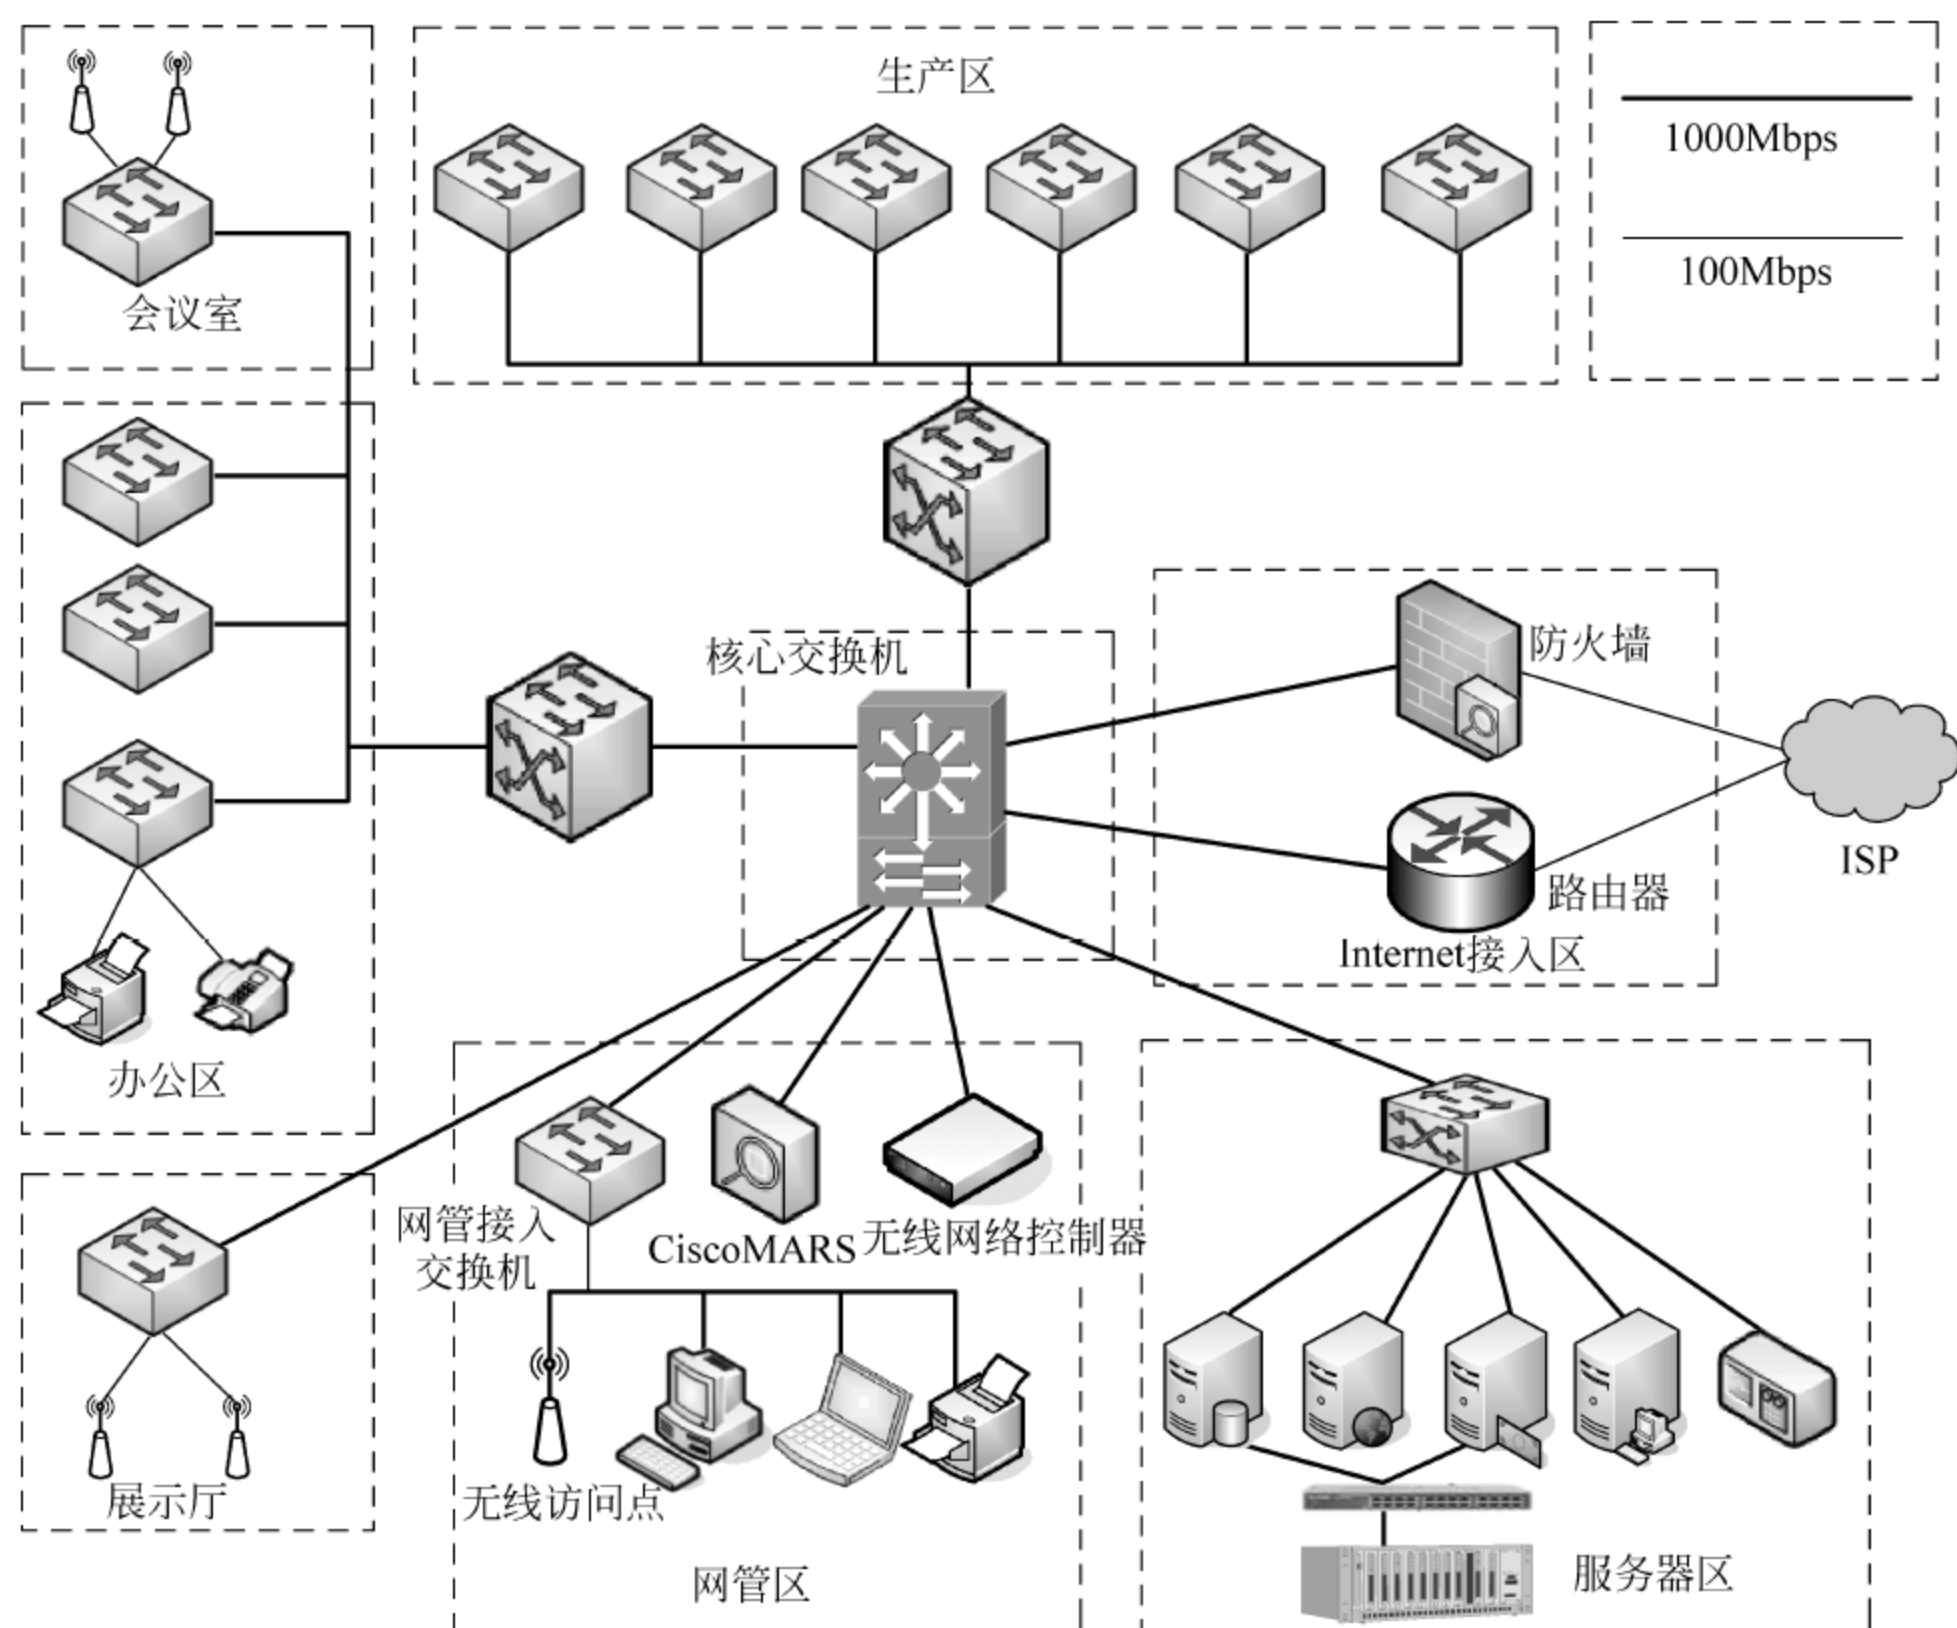 生产区
1000Mbps
100Mbps
会议室
核心交换机
防火墙
ISP
路由器
Internet接入区
办公区
网管接入
交换机
CiscoMARS
无线网络控制器
展示厅
无线访问点
网管区
服务器区